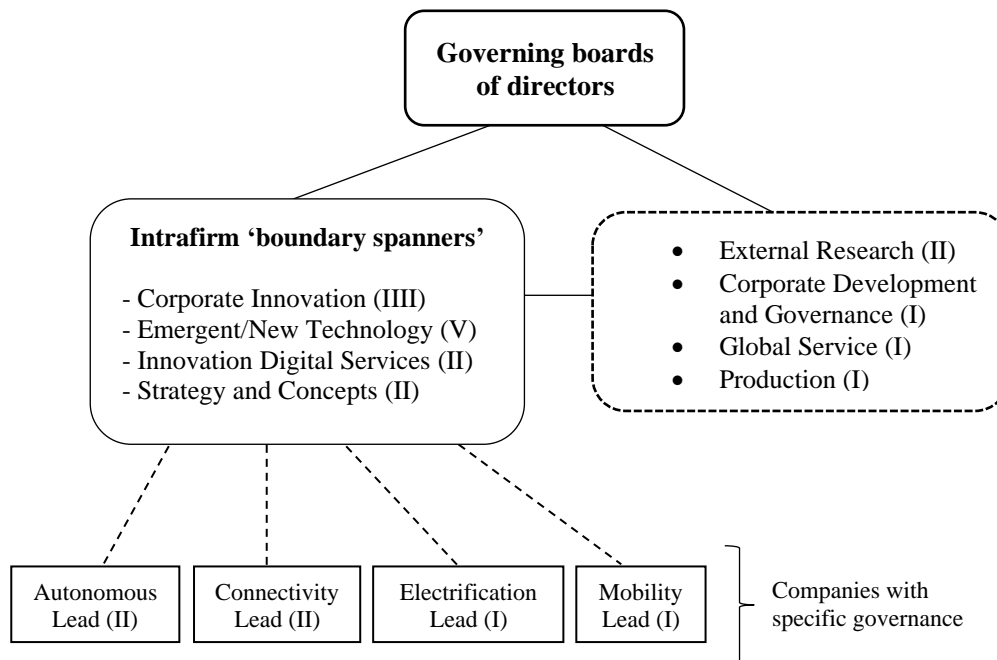 Governing boards
of directors
Intrafirm ‘boundary spanners’
- Corporate Innovation (IIII)
- Emergent/New Technology (V)
- Innovation Digital Services (II)
- Strategy and Concepts (II)
• External Research (II)
• Corporate Development
and Governance (I)
• Global Service (I)
• Production (I)
Autonomous
Lead (II)
Connectivity
Lead (II)
Electrification
Lead (I)
Mobility
Lead (I)
Companies with
specific governance